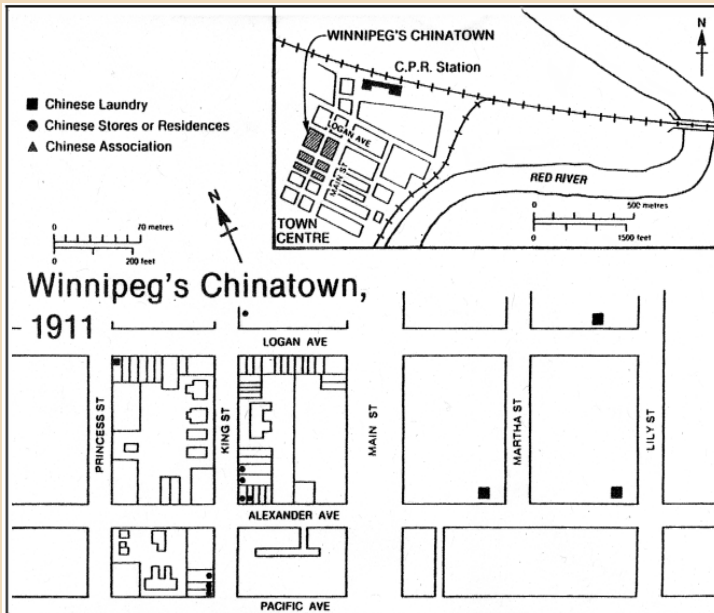 WINNIPEG'S CHINATOWN
N
C.P.R. Station
Chinese Laundry
Chinese Stores or Residences
Chinese Association
LOGAN AVE
MAIN ST
RED RIVER
TOWN
CENTRE
0 500 metres
0 1500 feet
0 70 metres
0 200 feet
N
Winnipeg's Chinatown,
1911
LOGAN AVE
PRINCESS ST
KING ST
MAIN ST
MARTHA ST
LILY ST
ALEXANDER AVE
PACIFIC AVE